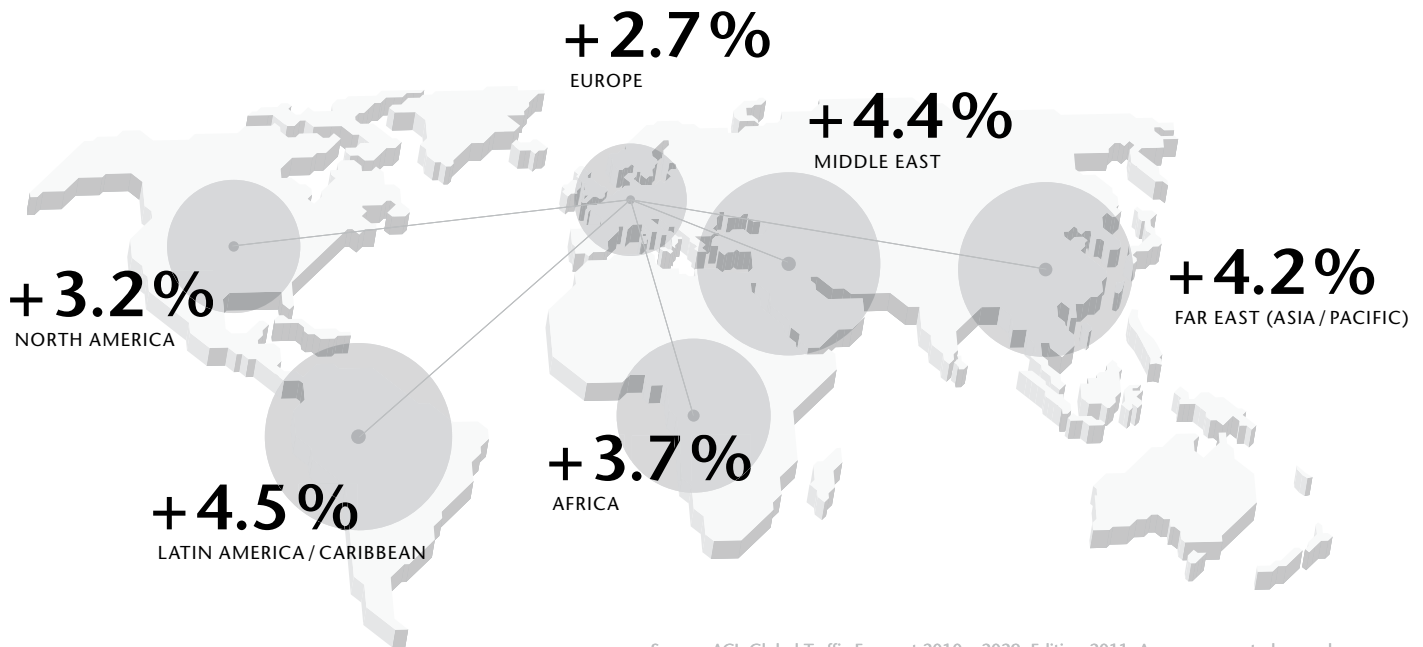 +2.7%
EUROPE
+4.4%
MIDDLE EAST
+4.2%
FAR EAST (ASIA/PACIFIC)
+3.2%
NORTH AMERICA
+3.7%
AFRICA
+4.5%
LATIN AMERICA/CARIBBEAN